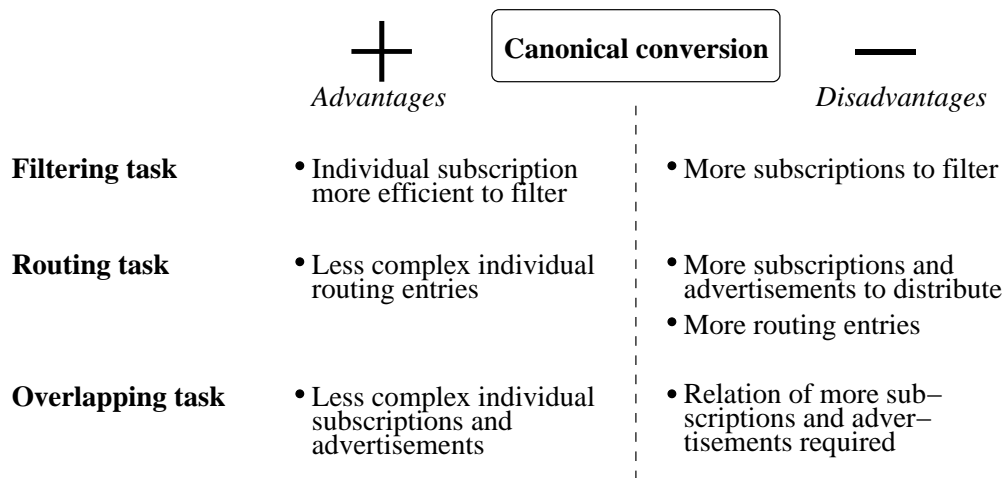 Canonical conversion
Advantages
Disadvantages
Filtering task
• Individual subscription
more efficient to filter
• More subscriptions to filter
Routing task
• Less complex individual
routing entries
• More subscriptions and
advertisements to distribute
• More routing entries
Overlapping task
• Less complex individual
subscriptions and
advertisements
• Relation of more sub–
scriptions and adver–
tisements required